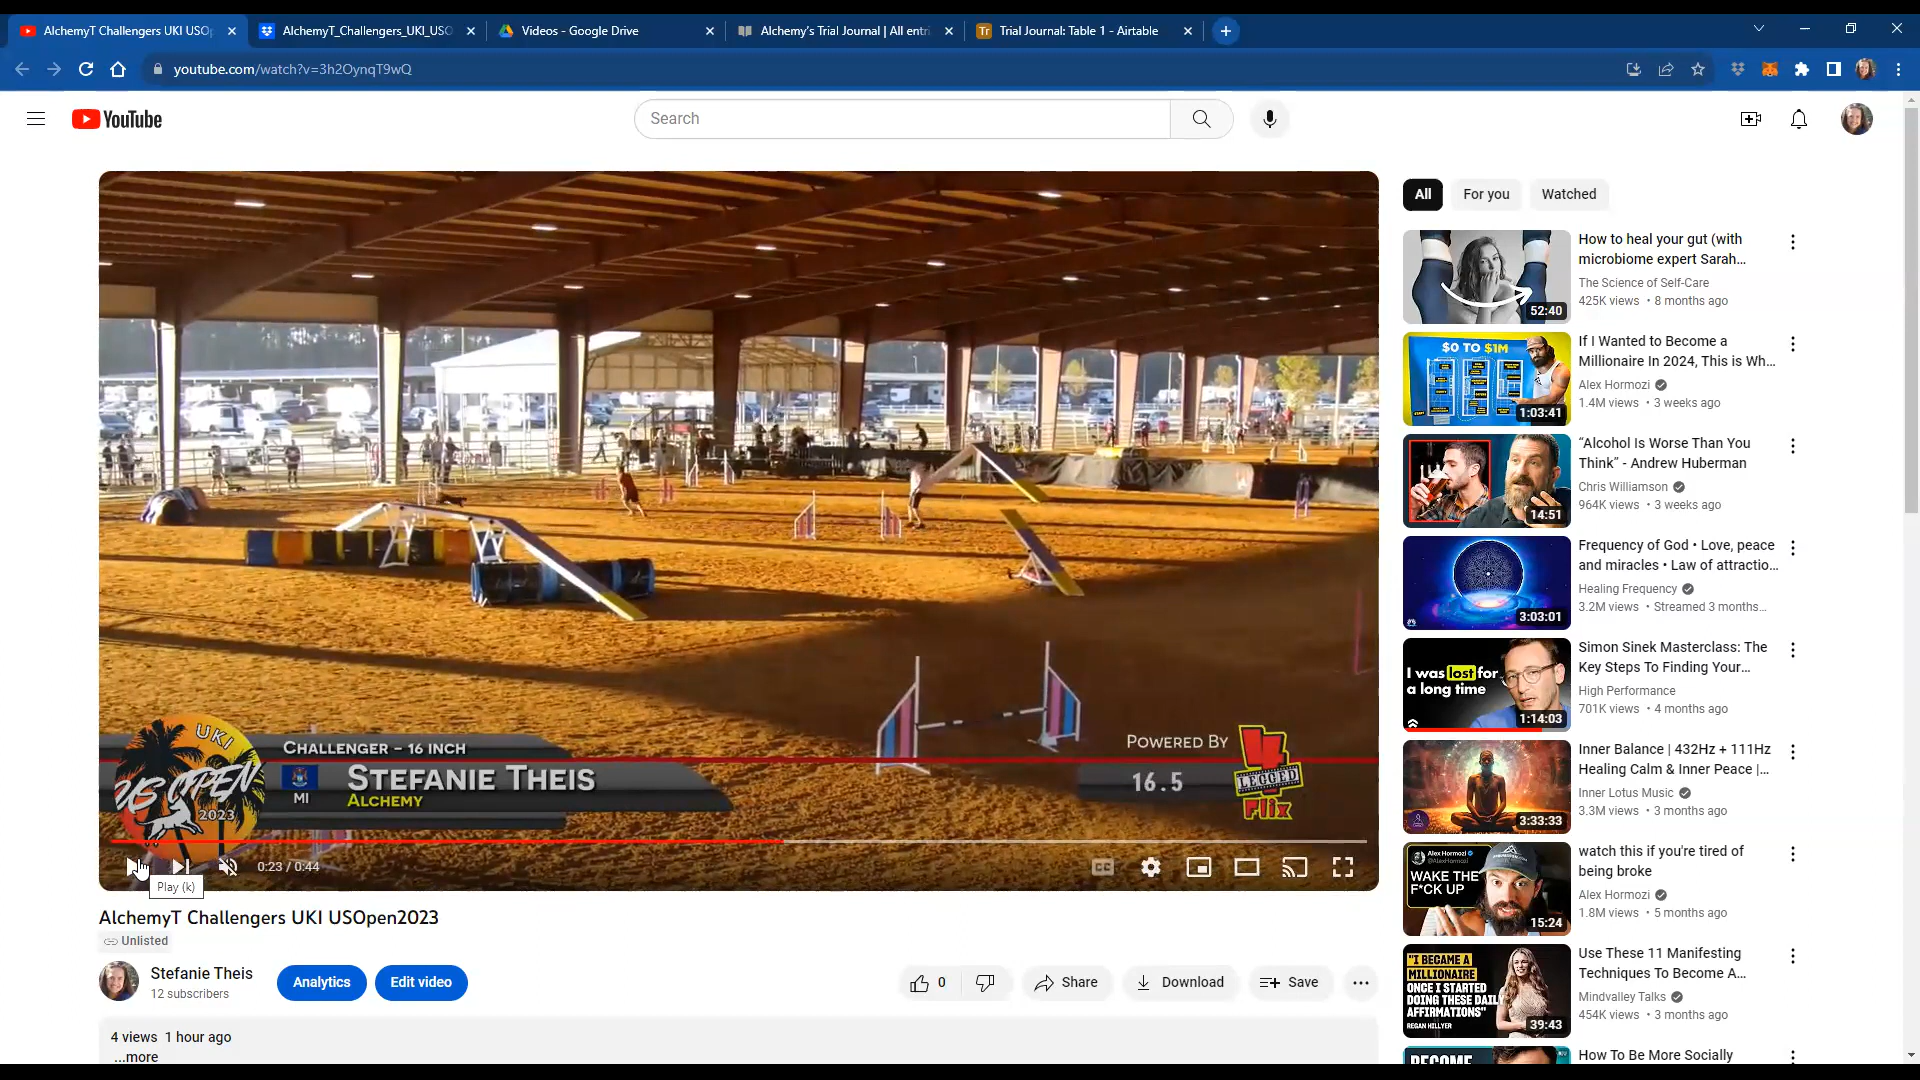 AlchemyT Challengers UKI USOp
AlchemyT_Challengers_UKI_USO
Videos - Google Drive
Alchemy's Trial Journal | All entri
Trial Journal: Table 1 - Airtable
youtube.com/watch?v=3h2OynqT9wQ
YouTube
Search
All
For you
Watched
UKI
US OPEN
2023
CHALLENGER - 16 INCH
MI
STEFANIE THEIS
ALCHEMY
POWERED BY
16.5
4
LEGGED
Flix
0:23 / 0:44
CC
Play (k)
AlchemyT Challengers UKI USOpen2023
Unlisted
Stefanie Theis
12 subscribers
Analytics
Edit video
0
Share
Download
Save
4 views 1 hour ago
...more
52:40
How to heal your gut (with
microbiome expert Sarah...
The Science of Self-Care
425K views • 8 months ago
$0 TO $1M
1:03:41
If I Wanted to Become a
Millionaire In 2024, This is Wh...
Alex Hormozi
1.4M views • 3 weeks ago
14:51
“Alcohol Is Worse Than You
Think” - Andrew Huberman
Chris Williamson
964K views • 3 weeks ago
3:03:01
Frequency of God • Love, peace
and miracles • Law of attractio...
Healing Frequency
3.2M views • Streamed 3 months...
I was lost for
a long time
1:14:03
Simon Sinek Masterclass: The
Key Steps To Finding Your...
High Performance
701K views • 4 months ago
3:33:33
Inner Balance | 432Hz + 111Hz
Healing Calm & Inner Peace |...
Inner Lotus Music
3.3M views • 3 months ago
Alex Hormozi
@AlexHormozi
WAKE THE
F*CK UP
15:24
watch this if you're tired of
being broke
Alex Hormozi
1.8M views • 5 months ago
"I BECAME A
MILLIONAIRE
ONCE I STARTED
DOING THESE DAILY
AFFIRMATIONS"
REGAN HILLYER
39:43
Use These 11 Manifesting
Techniques To Become A...
Mindvalley Talks
454K views • 3 months ago
BECOME
How To Be More Socially